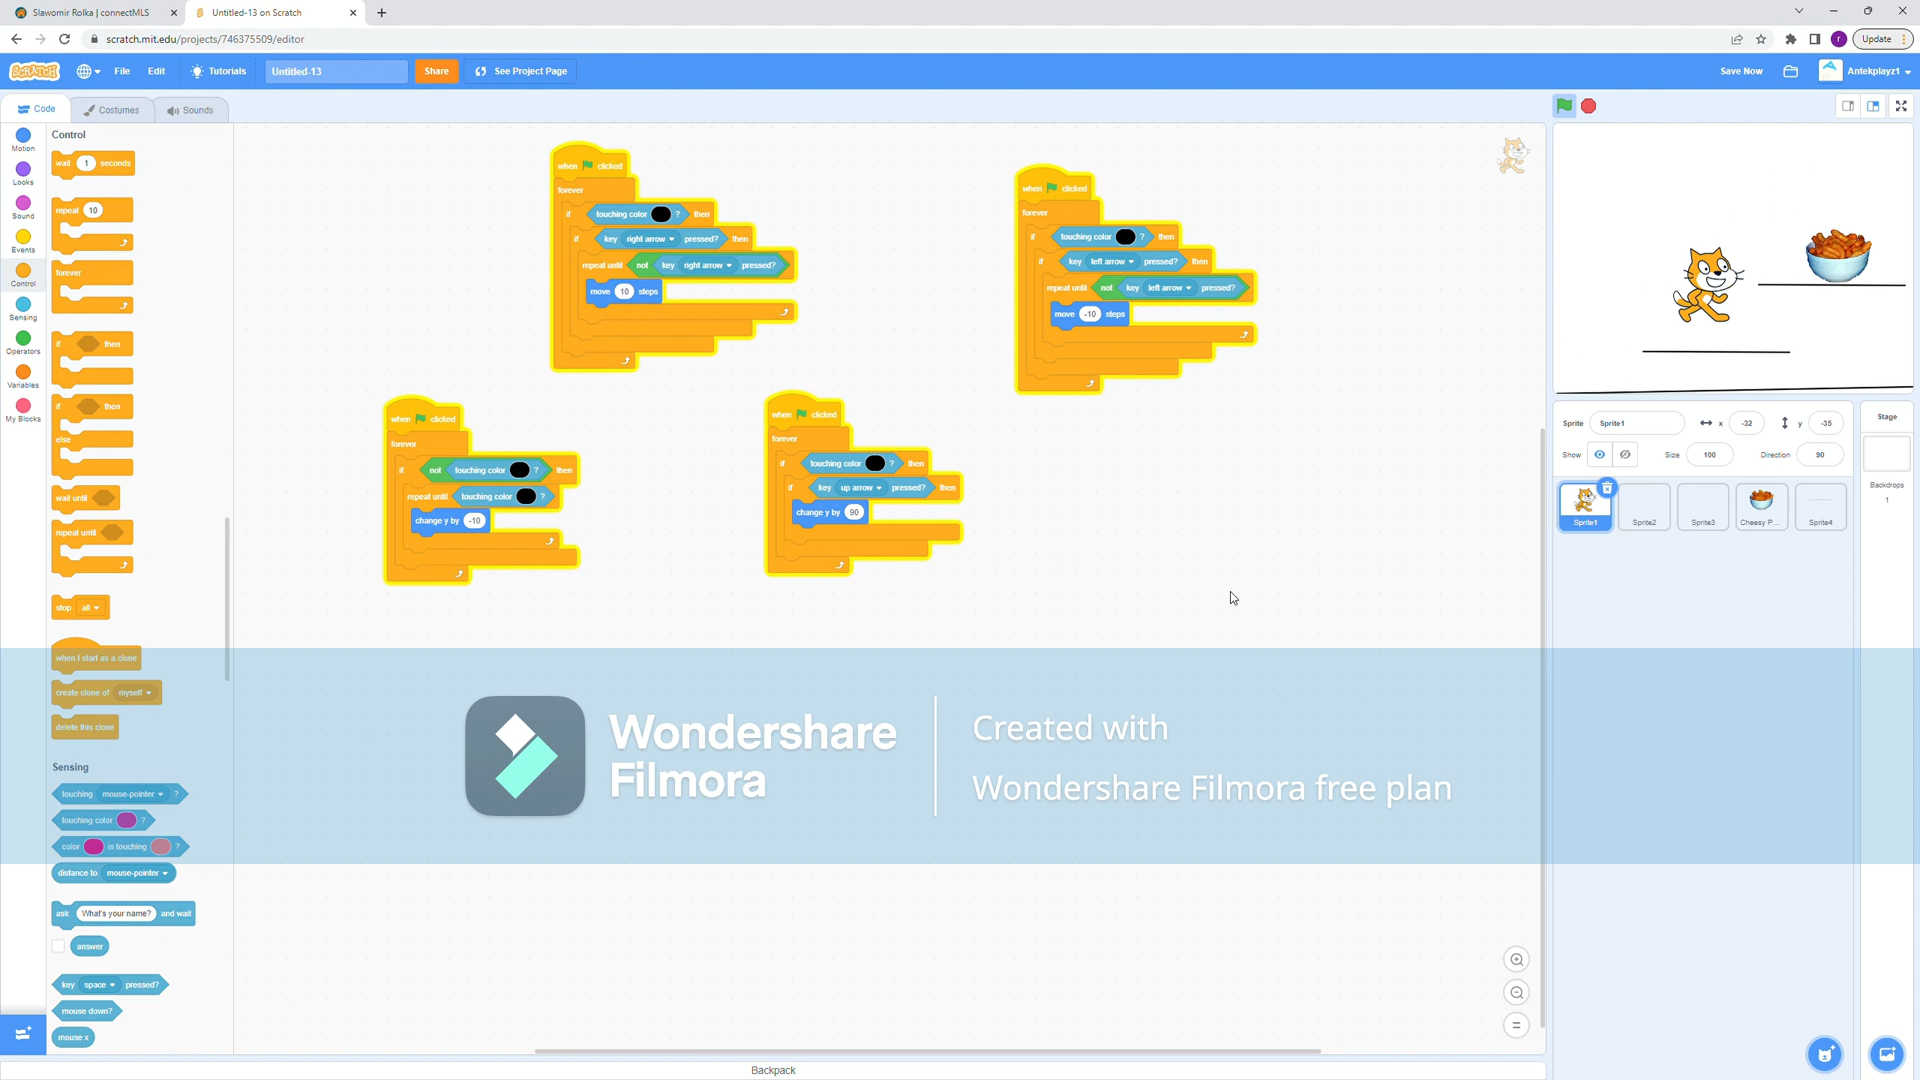 Slawomir Rolka | connectMLS
Untitled-13 on Scratch
scratch.mit.edu/projects/746375509/editor
r
Update
SCRATCH
File
Edit
Tutorials
Untitled-13
Share
See Project Page
Save Now
Antekplayz1
Code
Costumes
Sounds
Motion
Looks
Sound
Events
Control
Sensing
Operators
Variables
My Blocks
Control
wait 1 seconds
repeat 10
forever
if then
if then
else
wait until
repeat until
stop all
when I start as a clone
create clone of myself
delete this clone
Sensing
touching mouse-pointer ?
touching color ?
color is touching ?
distance to mouse-pointer
ask What's your name? and wait
answer
key space pressed?
mouse down?
mouse x
when clicked
forever
if touching color ? then
if key right arrow pressed? then
repeat until not key right arrow pressed?
move 10 steps
when clicked
forever
if touching color ? then
if key left arrow pressed? then
repeat until not key left arrow pressed?
move -10 steps
when clicked
forever
if not touching color ? then
repeat until touching color ?
change y by -10
when clicked
forever
if touching color ? then
if key up arrow pressed? then
change y by 90
Wondershare
Filmora
Created with
Wondershare Filmora free plan
Sprite Sprite1 x -32 y -35
Show Size 100 Direction 90
Sprite1
Sprite2
Sprite3
Cheesy P...
Sprite4
Stage
Backdrops
1
Backpack